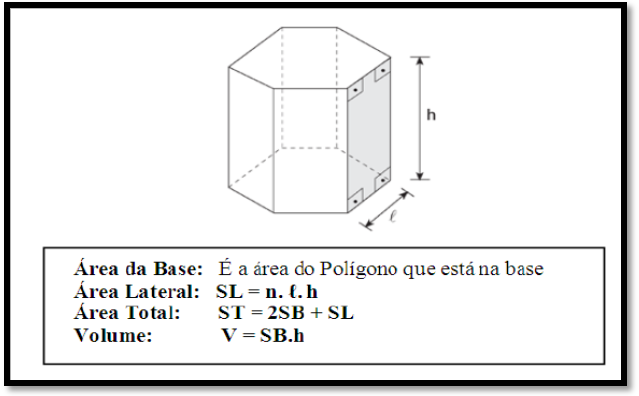 h
ℓ
Área da Base: É a área do Polígono que está na base
Área Lateral: SL = n. ℓ. h
Área Total: ST = 2SB + SL
Volume: V = SB.h